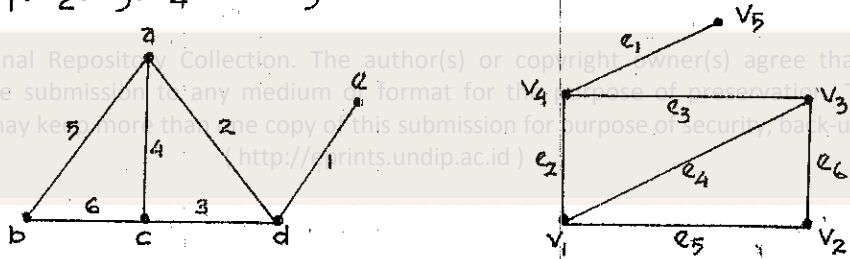 a
e
5
4
2
1
6
3
b
c
d
V5
e1
V4
V3
e3
e2
e4
e6
V1
e5
V2
nal Repository Collection. The author(s) or copyright owner(s) agree tha
e submission to any medium or format for the purpose of preservation. T
may keep more than one copy of this submission for purpose of security, back-u
( http://eprints.undip.ac.id )